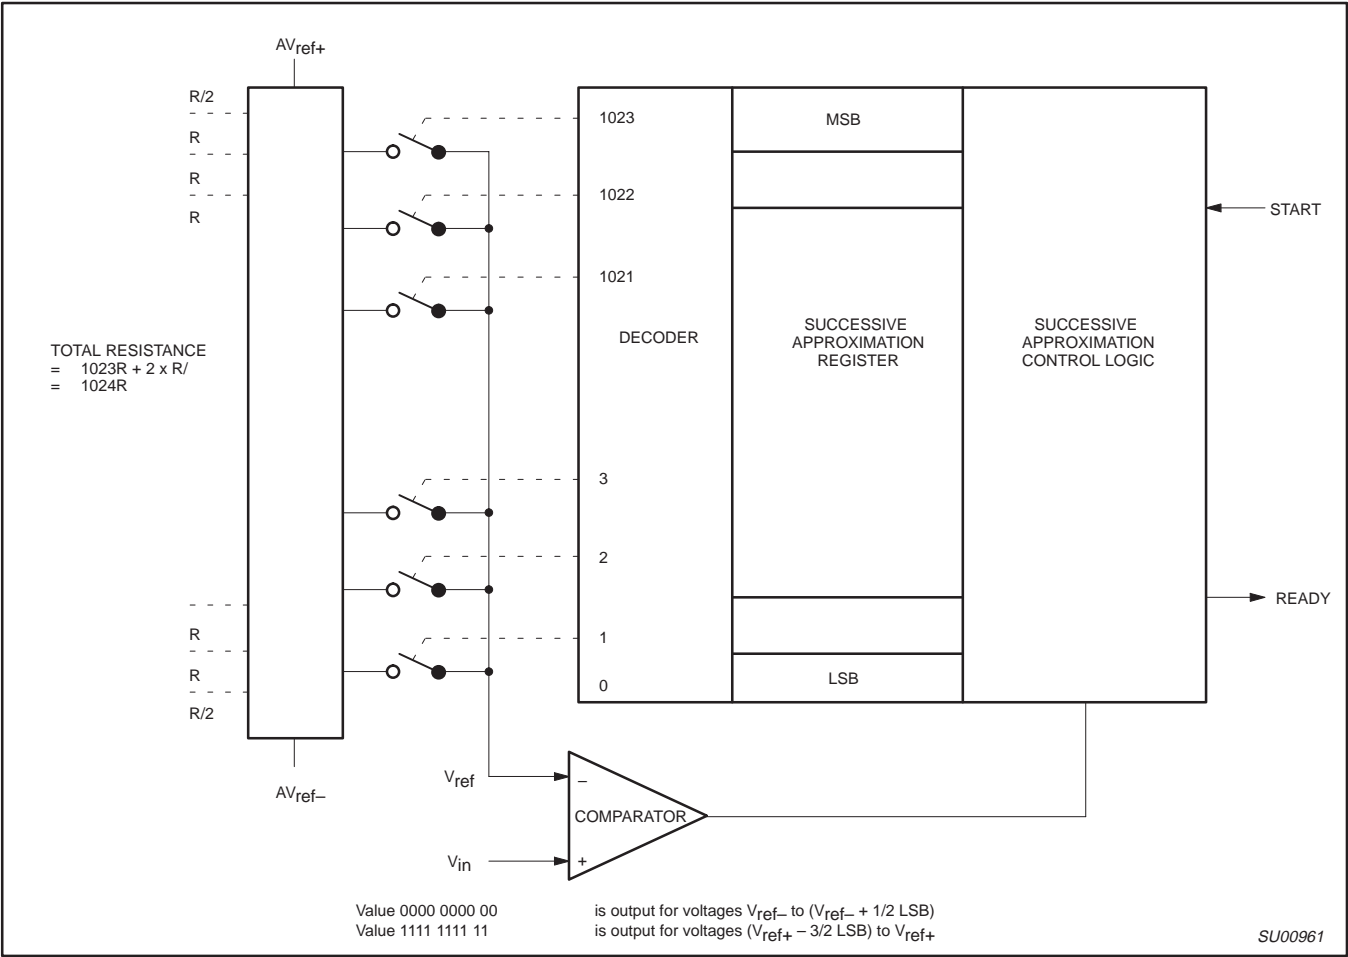 AVref+
R/2
R
R
R
1023
1022
1021
MSB
START
DECODER
SUCCESSIVE
APPROXIMATION
REGISTER
SUCCESSIVE
APPROXIMATION
CONTROL LOGIC
TOTAL RESISTANCE
= 1023R + 2 x R/
= 1024R
3
2
1
0
READY
R
R
R/2
LSB
AVref–
Vref
–
COMPARATOR
Vin
+
Value 0000 0000 00 is output for voltages Vref– to (Vref– + 1/2 LSB)
Value 1111 1111 11 is output for voltages (Vref+ – 3/2 LSB) to Vref+
SU00961